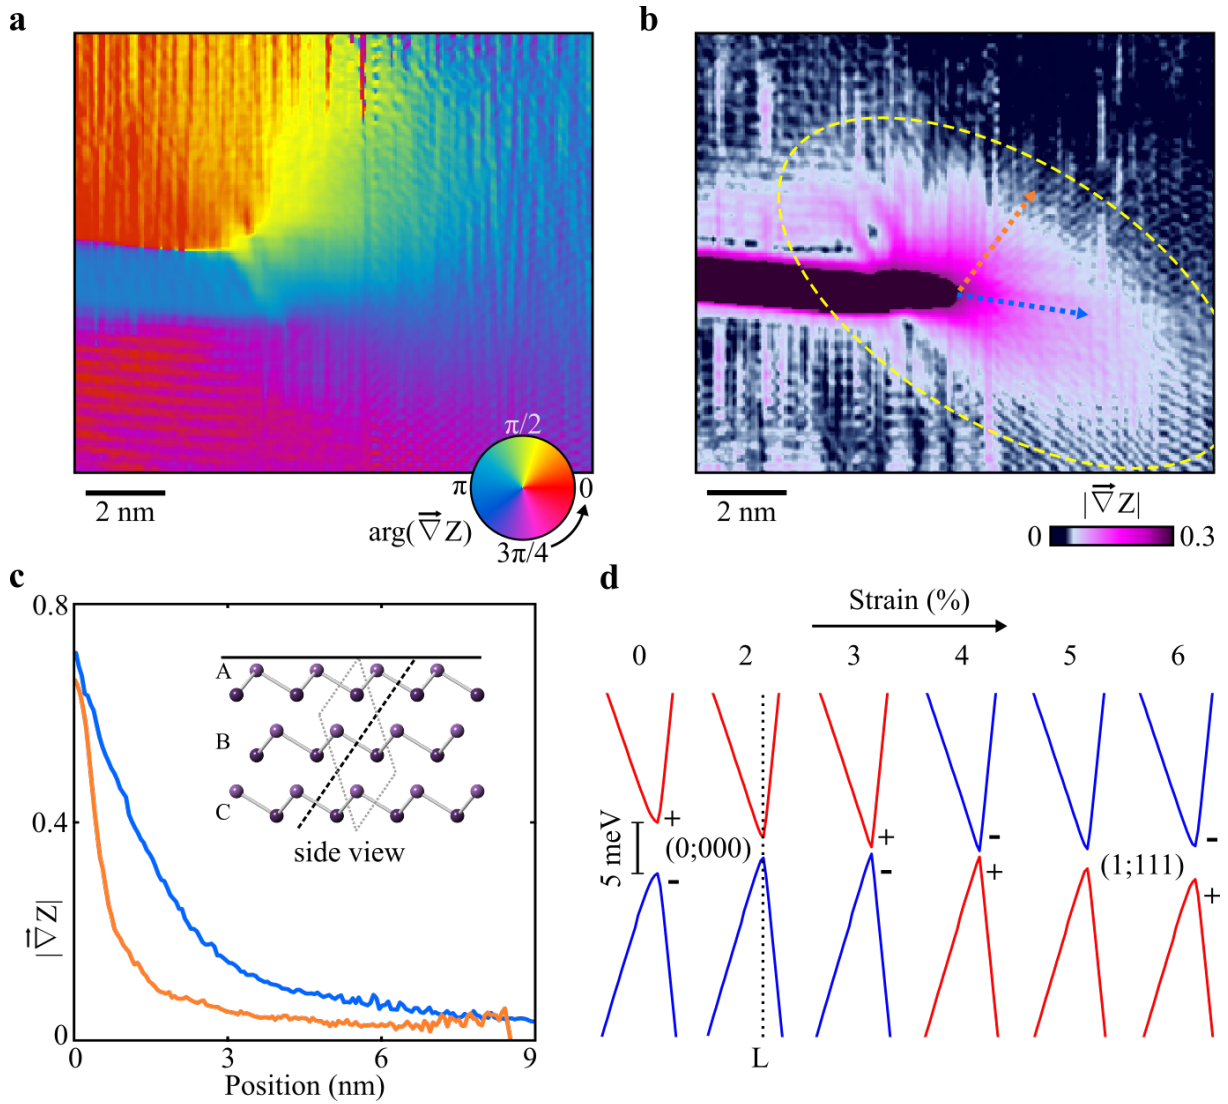 a
b
π/2
π
0
3π/4
arg(∇⃗Z)
2 nm
2 nm
|∇⃗Z|
0
0.3
c
d
0.8
0.4
0
|∇⃗Z|
0
3
6
9
Position (nm)
A
B
C
side view
Strain (%)
0 2 3 4 5 6
+
-
5 meV
(0;000)
+
-
-
+
(1;111)
-
+
L